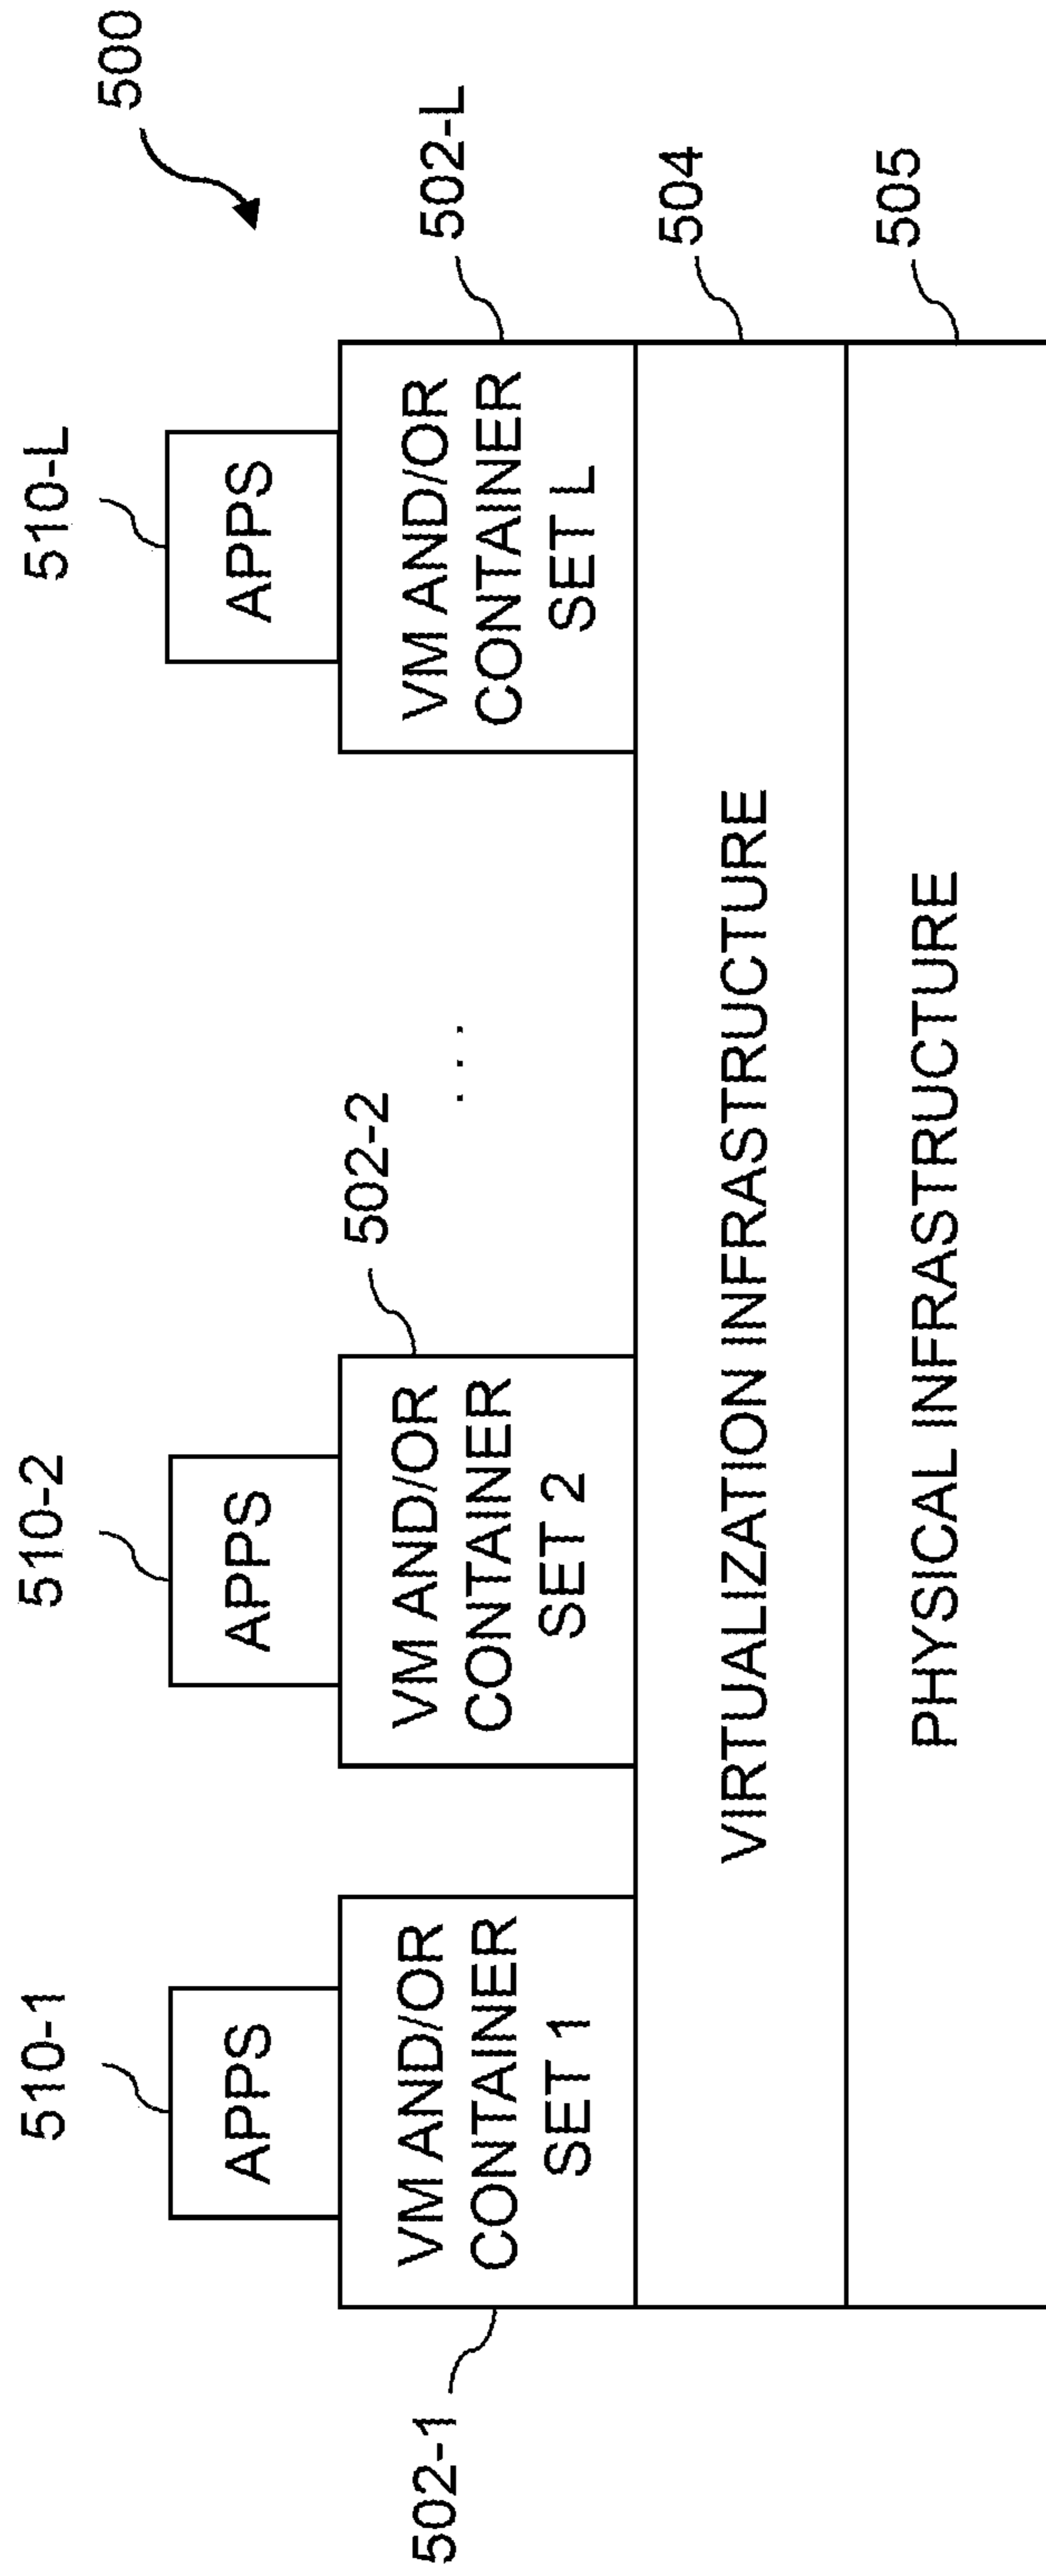 500
510-1
510-2
510-L
APPS
APPS
APPS
502-1
VM AND/OR
CONTAINER
SET 1
VM AND/OR
CONTAINER
SET 2
502-2
. . .
VM AND/OR
CONTAINER
SET L
502-L
VIRTUALIZATION INFRASTRUCTURE
504
PHYSICAL INFRASTRUCTURE
505